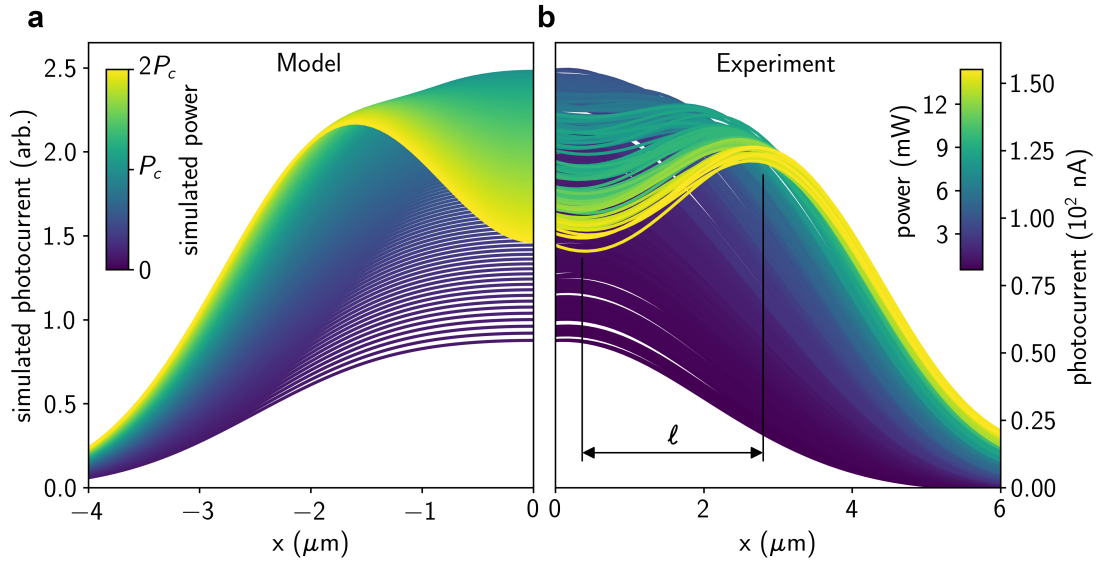 a
b
Model
Experiment
2P_c
P_c
0
simulated power
simulated photocurrent (arb.)
0.0
0.5
1.0
1.5
2.0
2.5
−4
−3
−2
−1
0
x (μm)
12
9
6
3
power (mW)
ℓ
0
2
4
6
x (μm)
1.50
1.25
1.00
0.75
0.50
0.25
0.00
photocurrent (10² nA)